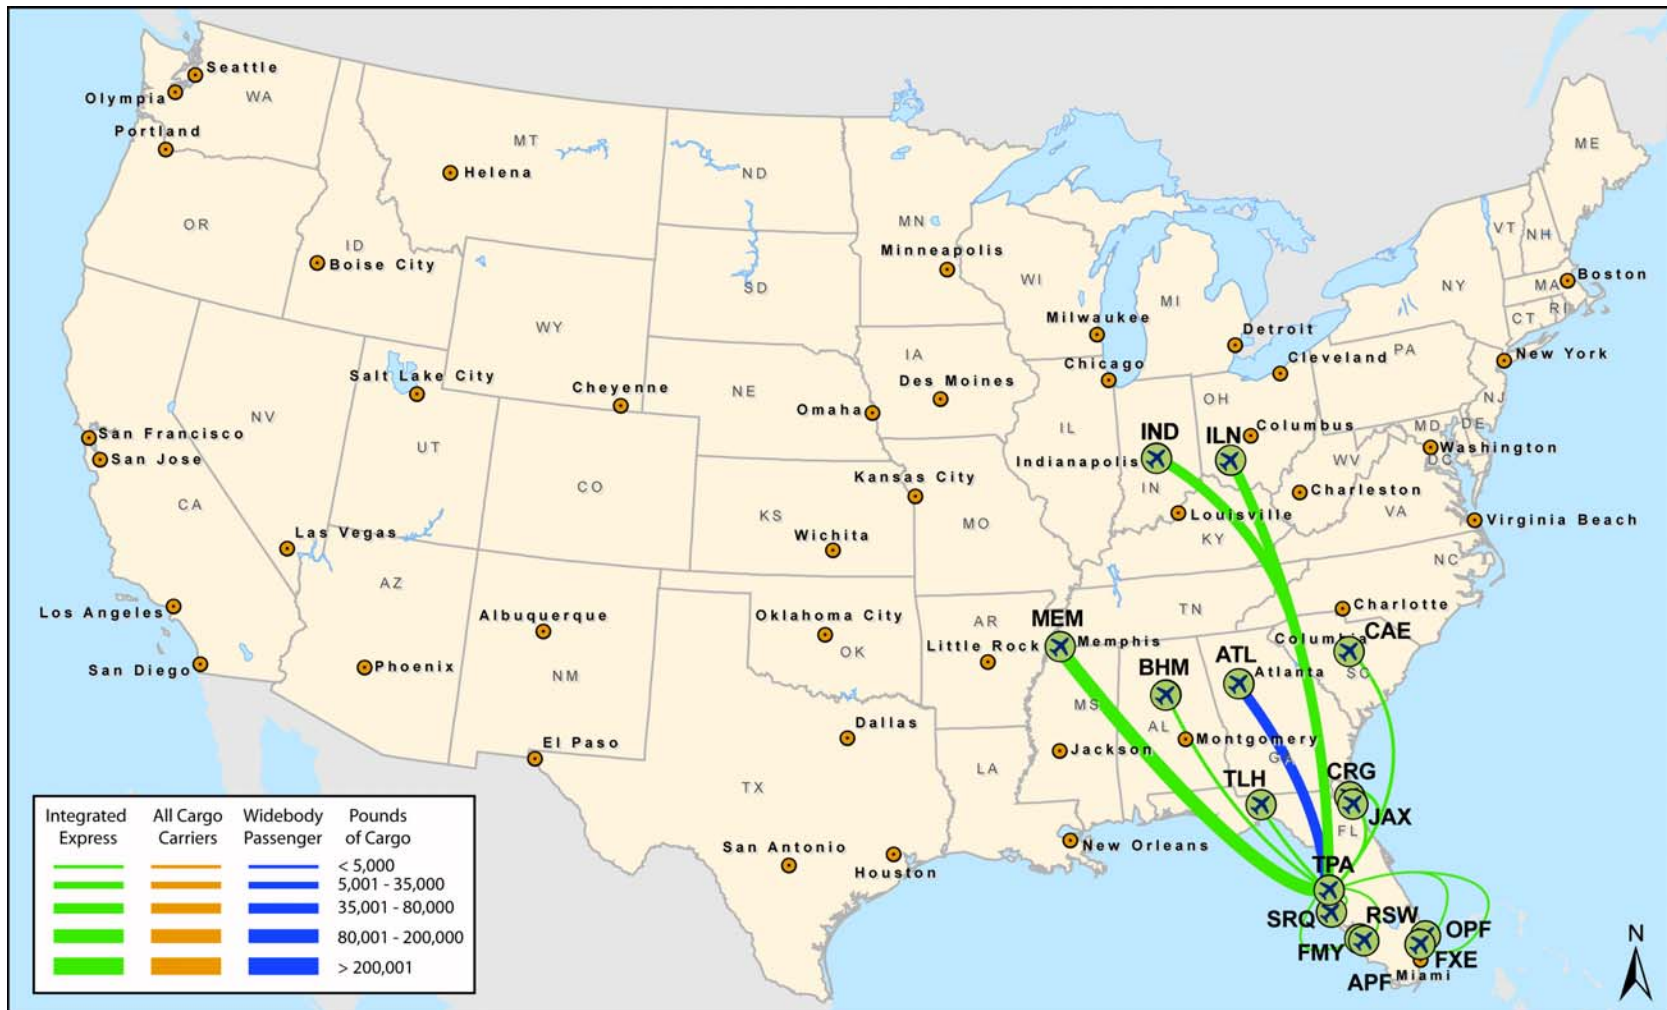 Seattle
WA
Olympia
Portland
MT
ND
ME
Helena
OR
MN
VT
NH
ID
Minneapolis
Boise City
WI
Boston
SD
MI
NY
MA
RI
CT
WY
Milwaukee
Detroit
IA
PA
Cleveland
New York
Salt Lake City
Chicago
Cheyenne
NE
Des Moines
OH
NJ
NV
Omaha
IL
IND
ILN
Columbus
MD
DE
San Francisco
UT
Washington
San Jose
Indianapolis
WV
DC
Kansas City
IN
Charleston
CO
CA
KS
MO
Louisville
VA
Virginia Beach
Las Vegas
Wichita
KY
NC
AZ
Los Angeles
Albuquerque
Oklahoma City
AR
MEM
TN
Charlotte
Little Rock
Memphis
Columbia
CAE
San Diego
Phoenix
NM
OK
BHM
ATL
Atlanta
SC
MS
Dallas
AL
Montgomery
El Paso
Jackson
GA
LA
TLH
CRG
TX
JAX
FL
New Orleans
San Antonio
Houston
TPA
SRQ
RSW
OPF
FMY
FXE
APF
Miami
N
Integrated Express
All Cargo Carriers
Widebody Passenger
Pounds of Cargo
< 5,000
5,001 - 35,000
35,001 - 80,000
80,001 - 200,000
> 200,001